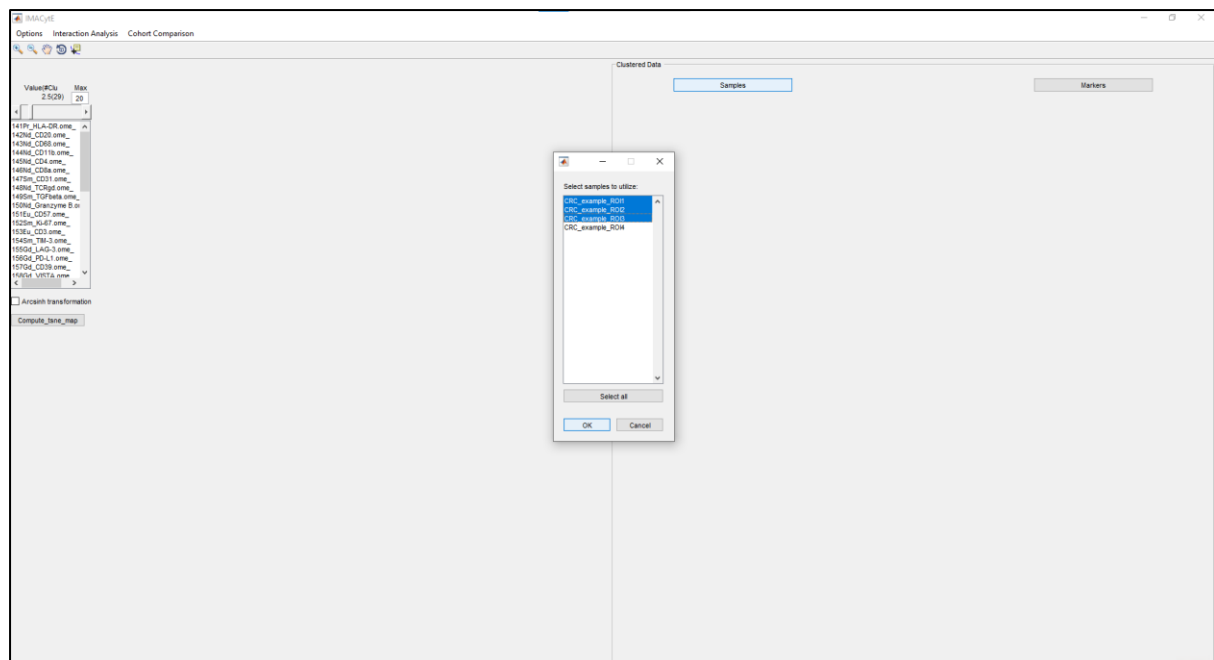 IMACytE
Options Interaction Analysis Cohort Comparison
Clustered Data
Samples
Markers
Value(#Clu Max
2.5(29) 20
141Pr_HLA-DR.ome_
142Nd_CD20.ome_
143Nd_CD68.ome_
144Nd_CD11b.ome_
145Nd_CD4.ome_
146Nd_CD8a.ome_
147Sm_CD31.ome_
148Nd_TCRgd.ome_
149Sm_TGFbeta.ome_
150Nd_Granzyme B.o
151Eu_CD57.ome_
152Sm_Ki-67.ome_
153Eu_CD3.ome_
154Sm_TIM-3.ome_
155Gd_LAG-3.ome_
156Gd_PD-L1.ome_
157Gd_CD39.ome_
158Gd_VISTA.ome_
Arcsinh transformation
Compute_tsne_map
Select samples to utilize:
CRC_example_ROI1
CRC_example_ROI2
CRC_example_ROI3
CRC_example_ROI4
Select all
OK Cancel